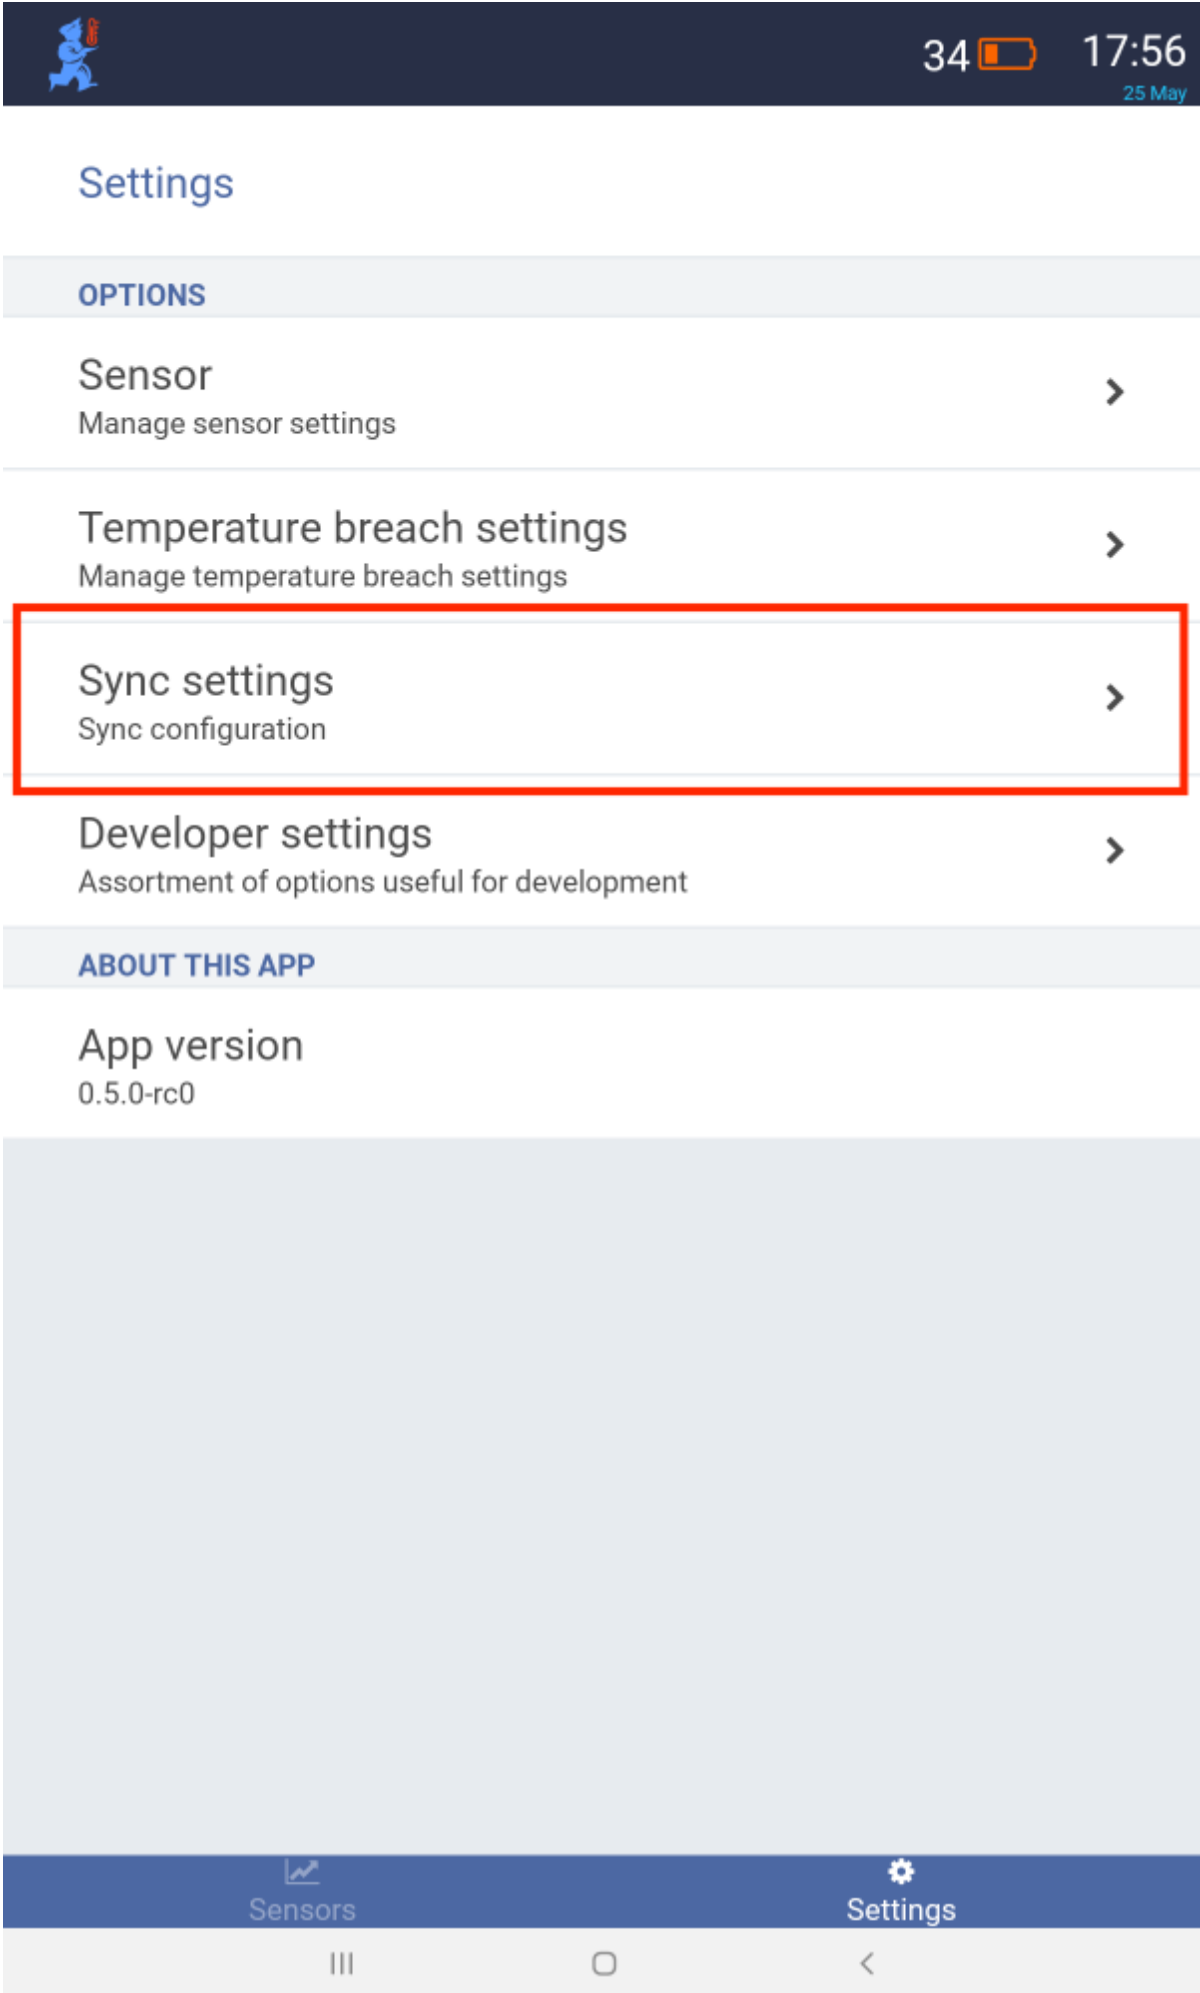 34 17:56
25 May
Settings
OPTIONS
Sensor
Manage sensor settings
Temperature breach settings
Manage temperature breach settings
Sync settings
Sync configuration
Developer settings
Assortment of options useful for development
ABOUT THIS APP
App version
0.5.0-rc0
Sensors Settings